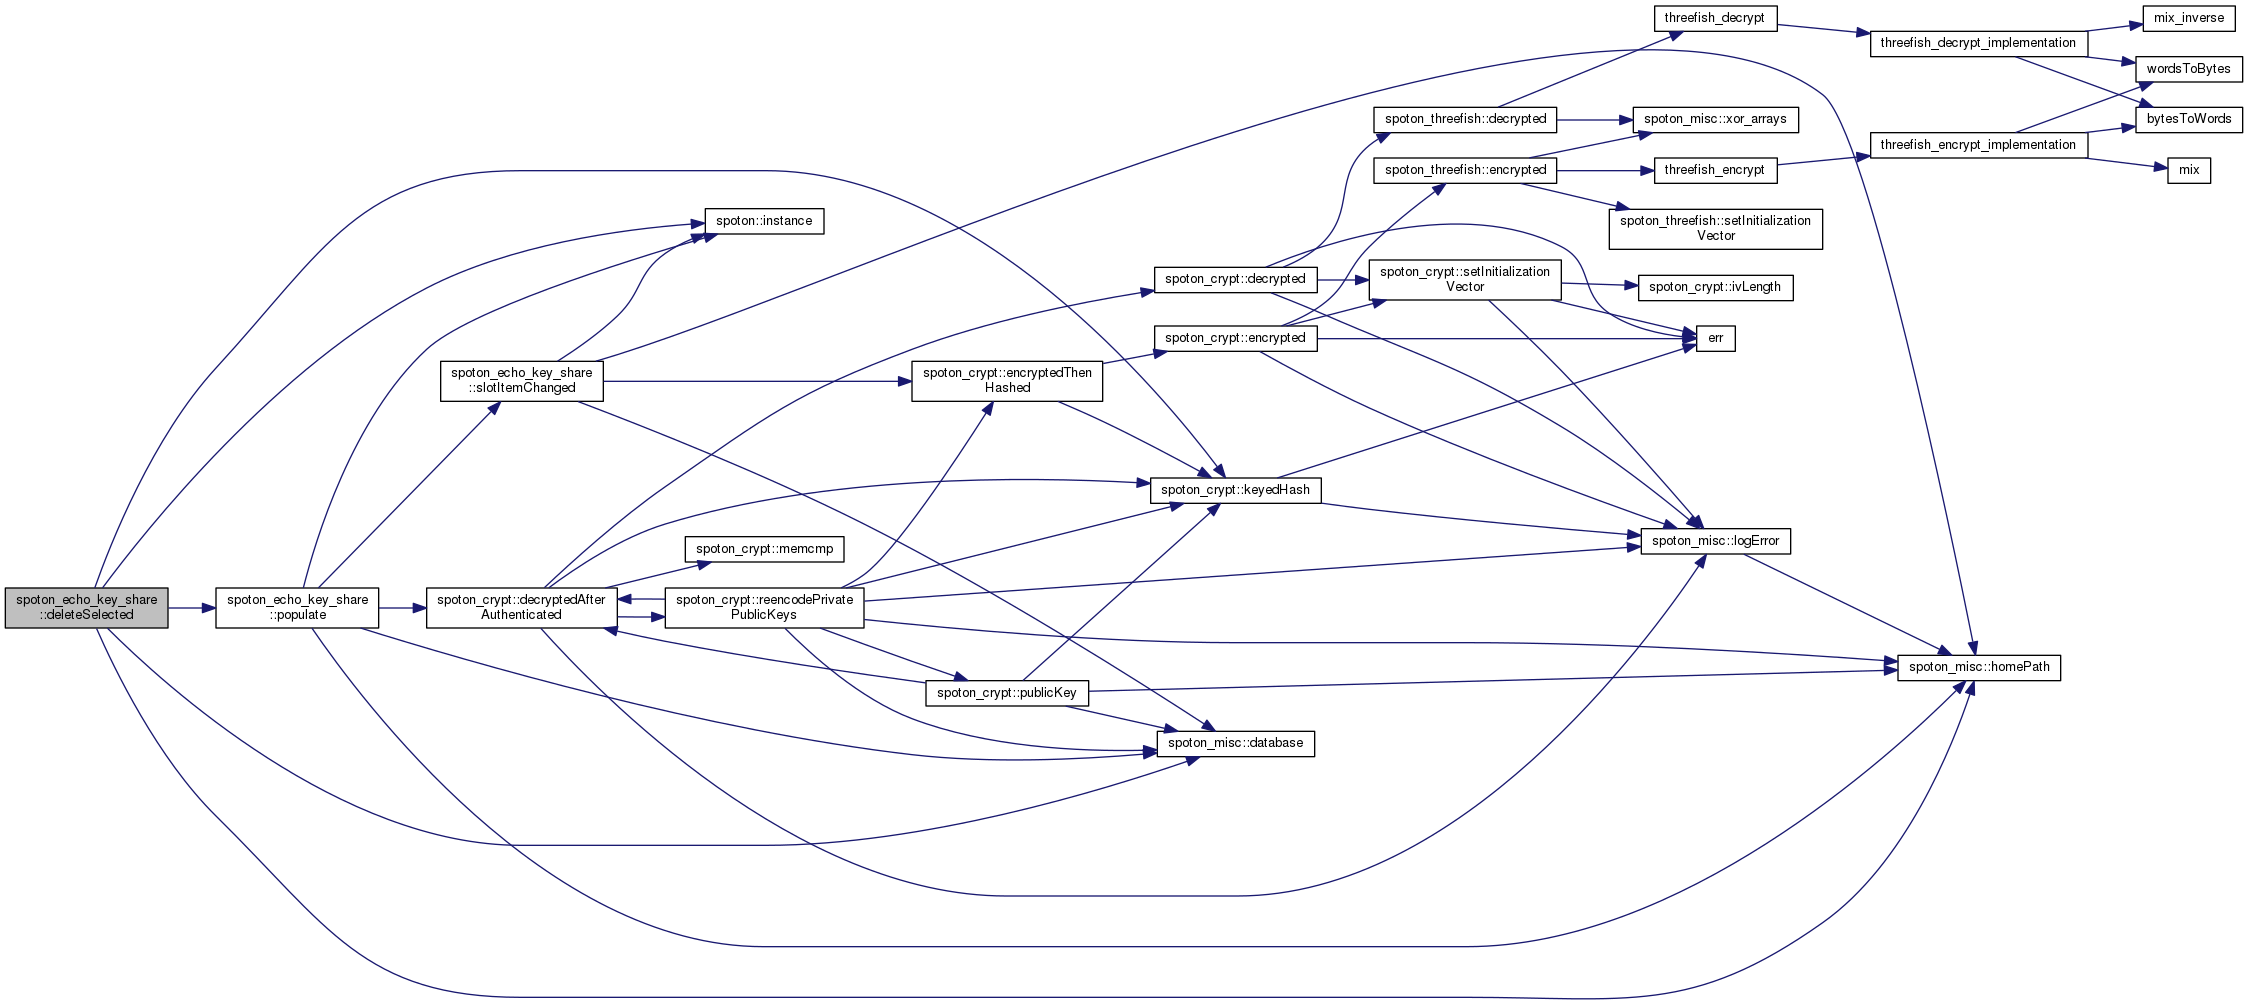 threefish_decrypt
mix_inverse
threefish_decrypt_implementation
wordsToBytes
spoton_threefish::decrypted
spoton_misc::xor_arrays
bytesToWords
threefish_encrypt_implementation
spoton_threefish::encrypted
threefish_encrypt
mix
spoton::instance
spoton_threefish::setInitialization
Vector
spoton_crypt::decrypted
spoton_crypt::setInitialization
Vector
spoton_crypt::ivLength
spoton_crypt::encrypted
err
spoton_echo_key_share
::slotItemChanged
spoton_crypt::encryptedThen
Hashed
spoton_crypt::keyedHash
spoton_crypt::memcmp
spoton_misc::logError
spoton_echo_key_share
::deleteSelected
spoton_echo_key_share
::populate
spoton_crypt::decryptedAfter
Authenticated
spoton_crypt::reencodePrivate
PublicKeys
spoton_misc::homePath
spoton_crypt::publicKey
spoton_misc::database